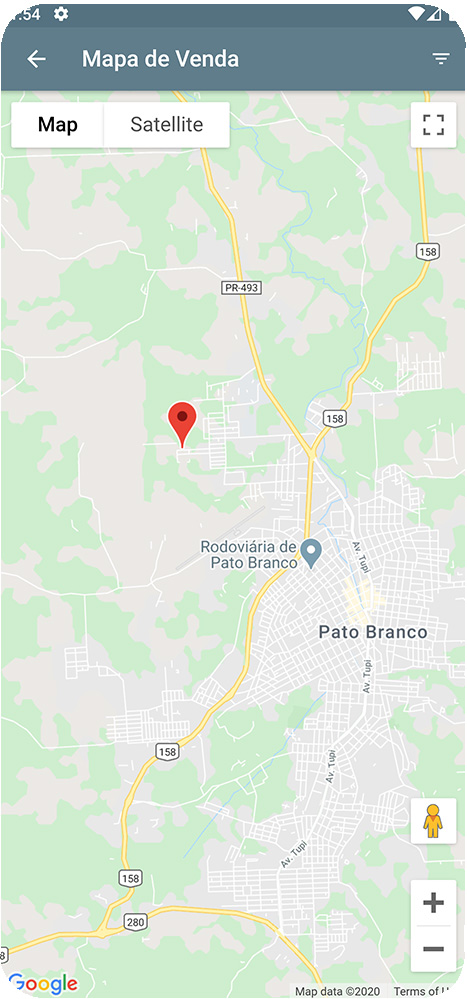 :54
Mapa de Venda
Map
Satellite
158
PR-493
158
Rodoviária de
Pato Branco
Av. Tupi
Pato Branco
Av. Tupi
158
Av. Tupi
Av. Tupi
158
280
Google
Map data ©2020
Terms of